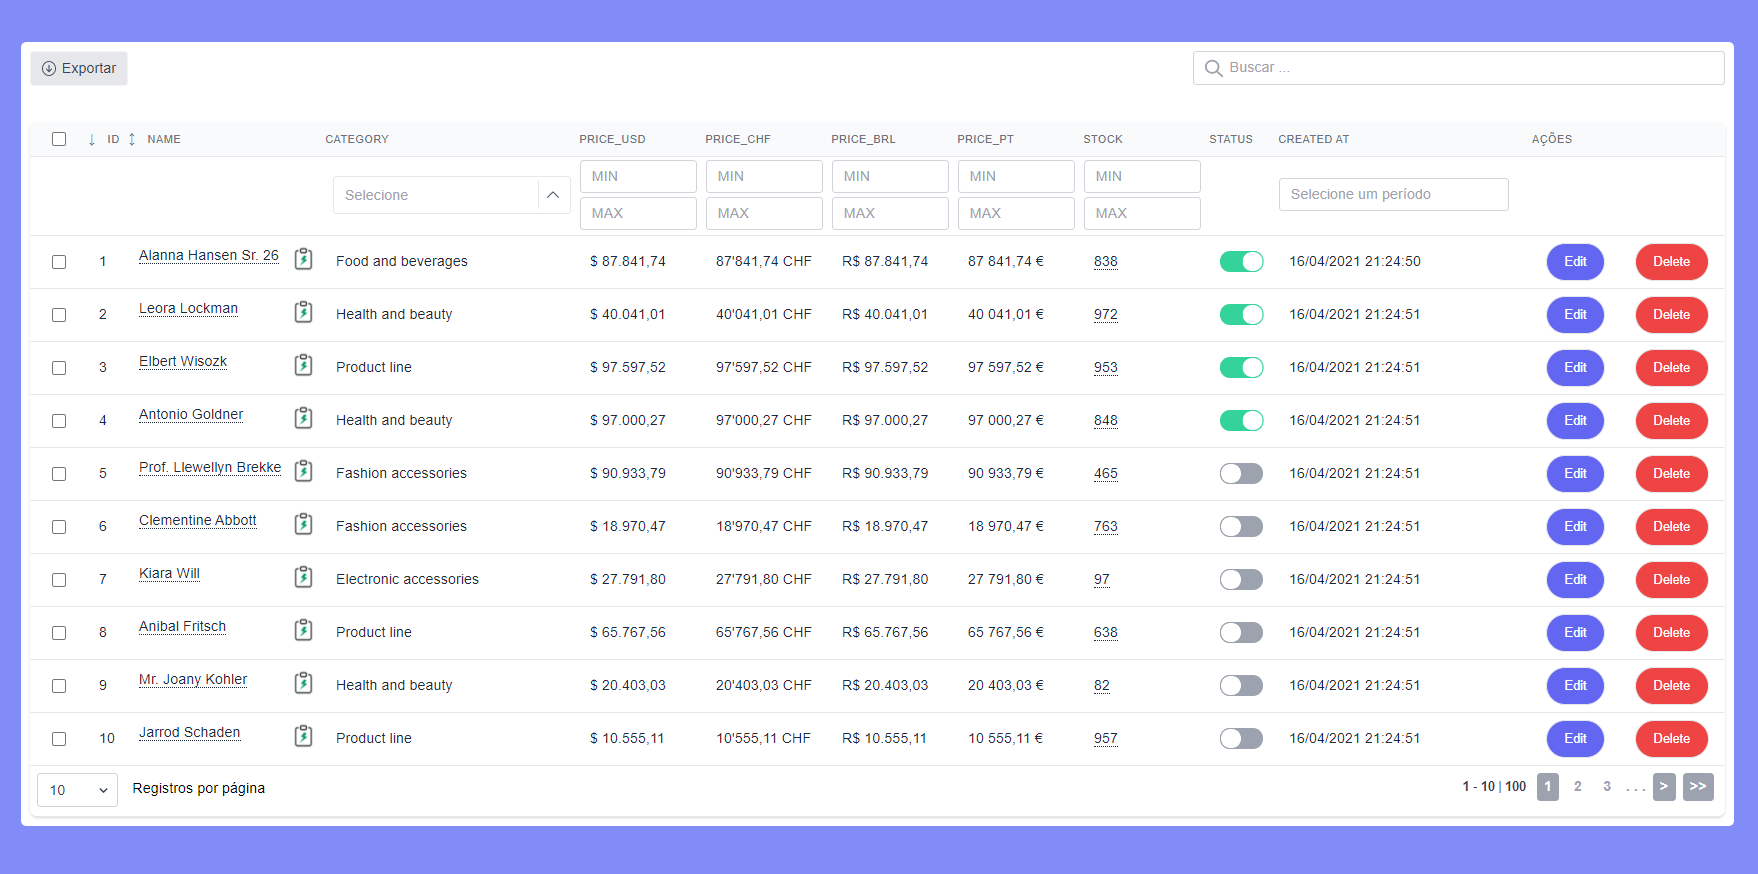 Exportar
Buscar ...
ID NAME CATEGORY PRICE_USD PRICE_CHF PRICE_BRL PRICE_PT STOCK STATUS CREATED AT AÇÕES
MIN MIN MIN MIN MIN
Selecione Selecione um período
MAX MAX MAX MAX MAX
1 Alanna Hansen Sr. 26 Food and beverages $ 87.841,74 87'841,74 CHF R$ 87.841,74 87 841,74 € 838 16/04/2021 21:24:50 Edit Delete
2 Leora Lockman Health and beauty $ 40.041,01 40'041,01 CHF R$ 40.041,01 40 041,01 € 972 16/04/2021 21:24:51 Edit Delete
3 Elbert Wisozk Product line $ 97.597,52 97'597,52 CHF R$ 97.597,52 97 597,52 € 953 16/04/2021 21:24:51 Edit Delete
4 Antonio Goldner Health and beauty $ 97.000,27 97'000,27 CHF R$ 97.000,27 97 000,27 € 848 16/04/2021 21:24:51 Edit Delete
5 Prof. Llewellyn Brekke Fashion accessories $ 90.933,79 90'933,79 CHF R$ 90.933,79 90 933,79 € 465 16/04/2021 21:24:51 Edit Delete
6 Clementine Abbott Fashion accessories $ 18.970,47 18'970,47 CHF R$ 18.970,47 18 970,47 € 763 16/04/2021 21:24:51 Edit Delete
7 Kiara Will Electronic accessories $ 27.791,80 27'791,80 CHF R$ 27.791,80 27 791,80 € 97 16/04/2021 21:24:51 Edit Delete
8 Anibal Fritsch Product line $ 65.767,56 65'767,56 CHF R$ 65.767,56 65 767,56 € 638 16/04/2021 21:24:51 Edit Delete
9 Mr. Joany Kohler Health and beauty $ 20.403,03 20'403,03 CHF R$ 20.403,03 20 403,03 € 82 16/04/2021 21:24:51 Edit Delete
10 Jarrod Schaden Product line $ 10.555,11 10'555,11 CHF R$ 10.555,11 10 555,11 € 957 16/04/2021 21:24:51 Edit Delete
10 Registros por página 1 - 10 | 100 1 2 3 ... > >>